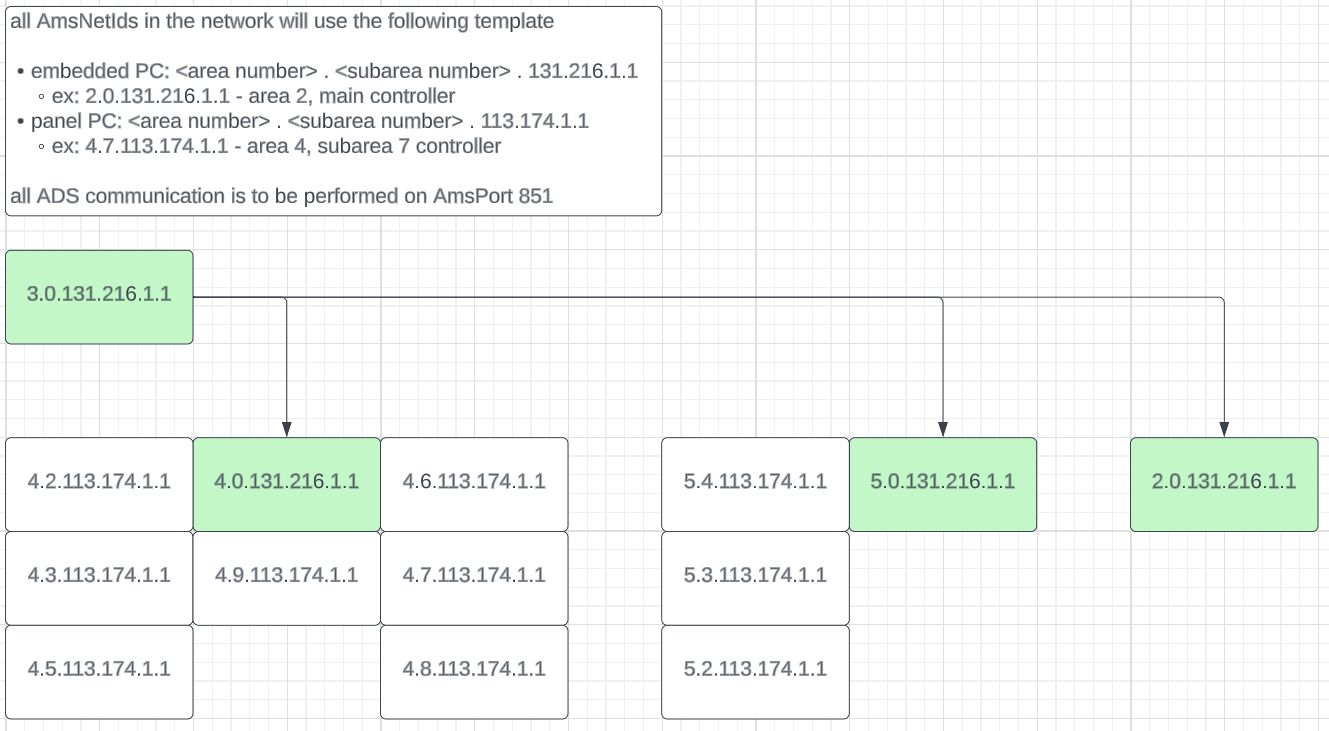 all AmsNetIds in the network will use the following template
• embedded PC: <area number> . <subarea number> . 131.216.1.1
◦ ex: 2.0.131.216.1.1 - area 2, main controller
• panel PC: <area number> . <subarea number> . 113.174.1.1
◦ ex: 4.7.113.174.1.1 - area 4, subarea 7 controller
all ADS communication is to be performed on AmsPort 851
3.0.131.216.1.1
4.2.113.174.1.1 4.0.131.216.1.1 4.6.113.174.1.1 5.4.113.174.1.1 5.0.131.216.1.1 2.0.131.216.1.1
4.3.113.174.1.1 4.9.113.174.1.1 4.7.113.174.1.1 5.3.113.174.1.1
4.5.113.174.1.1 4.8.113.174.1.1 5.2.113.174.1.1